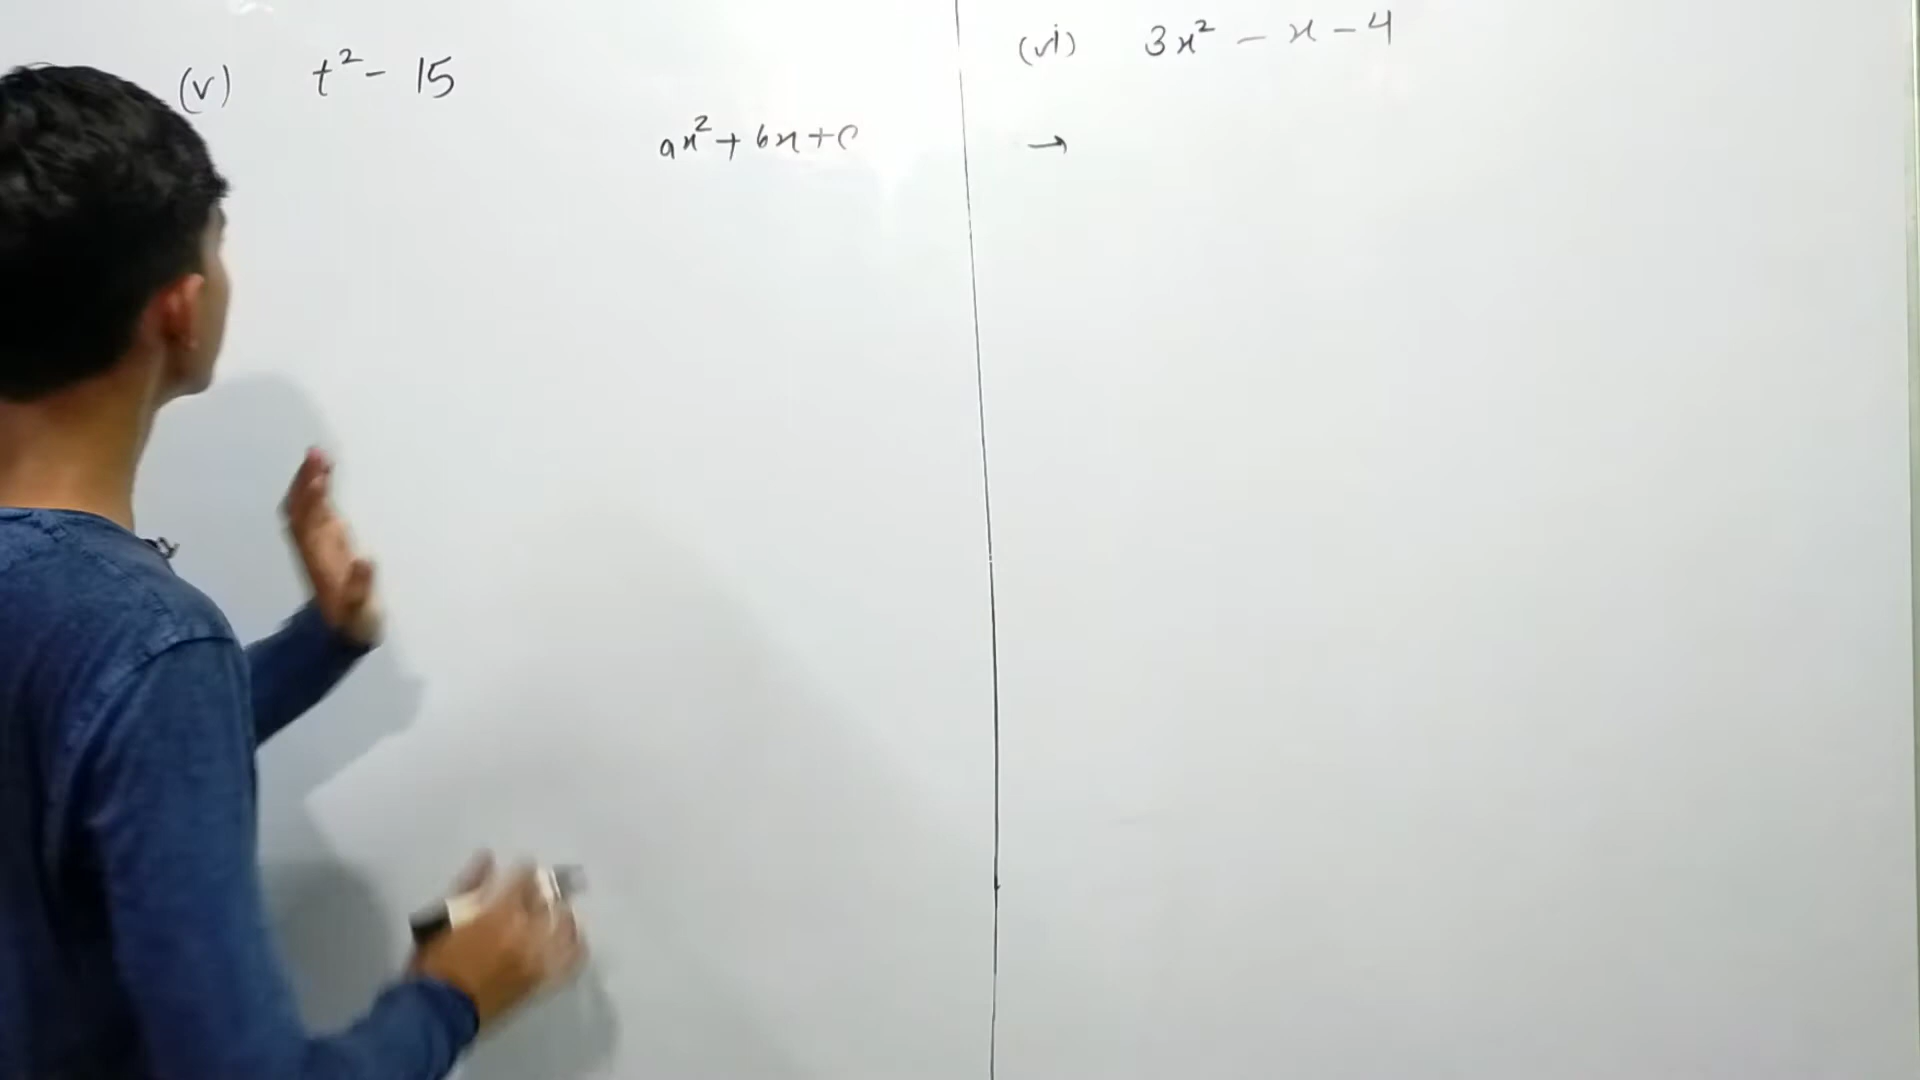 (v) t² - 15
ax² + bx + c
(vi) 3x² - x - 4
→